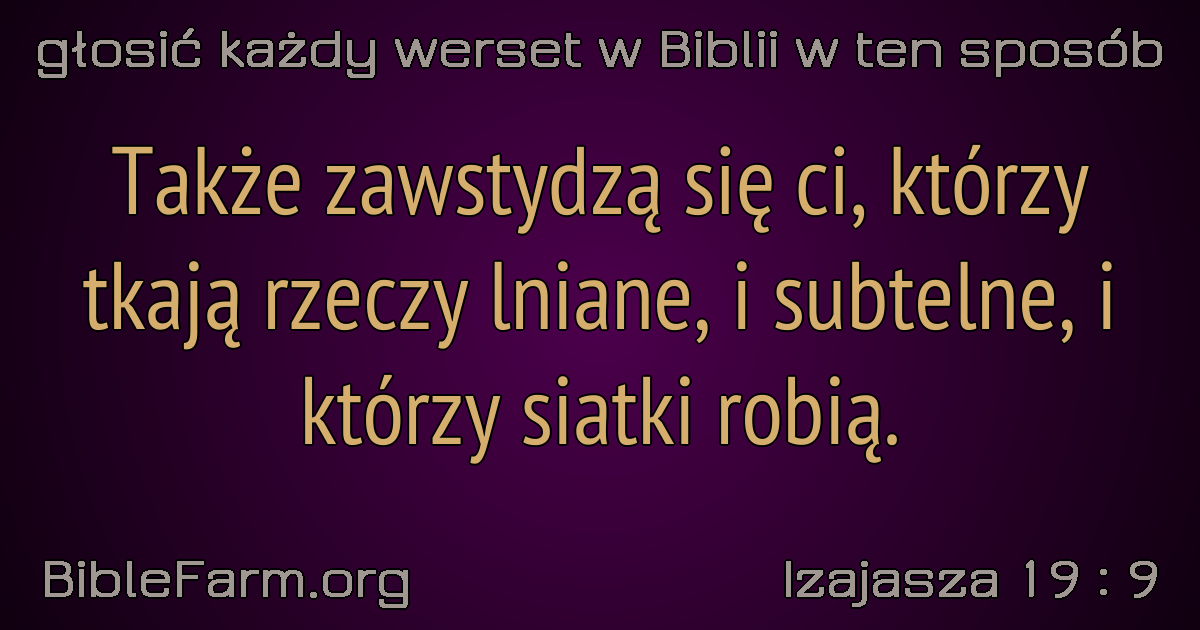 głosić każdy werset w Biblii w ten sposób
Także zawstydzą się ci, którzy
tkają rzeczy lniane, i subtelne, i
którzy siatki robią.
BibleFarm.org
Izajasza 19 : 9